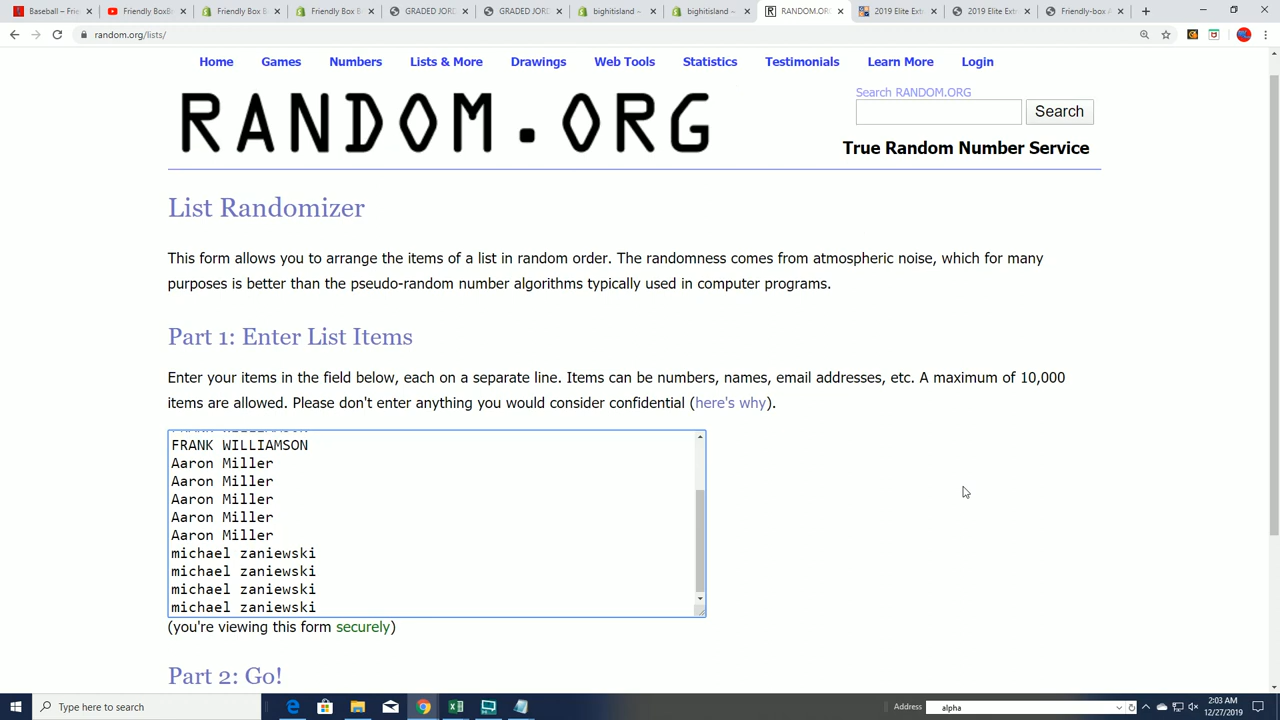 Baseball – Frie
Friendly BoxBre
Friendly Box B
Friendly Box Br
GRADED JORD
GRADED JORD
bighitisland –
bighitisland –
RANDOM.OR
2019 Elite Extr
2019 Elite Extr
Friendly-box A
random.org/lists/
Home Games Numbers Lists & More Drawings Web Tools Statistics Testimonials Learn More Login
RANDOM.ORG
Search RANDOM.ORG
Search
True Random Number Service
List Randomizer
This form allows you to arrange the items of a list in random order. The randomness comes from atmospheric noise, which for many
purposes is better than the pseudo-random number algorithms typically used in computer programs.
Part 1: Enter List Items
Enter your items in the field below, each on a separate line. Items can be numbers, names, email addresses, etc. A maximum of 10,000
items are allowed. Please don't enter anything you would consider confidential (here's why).
FRANK WILLIAMSON
Aaron Miller
Aaron Miller
Aaron Miller
Aaron Miller
Aaron Miller
michael zaniewski
michael zaniewski
michael zaniewski
michael zaniewski
(you're viewing this form securely)
Part 2: Go!
Type here to search
Address
alpha
2:03 AM
12/27/2019